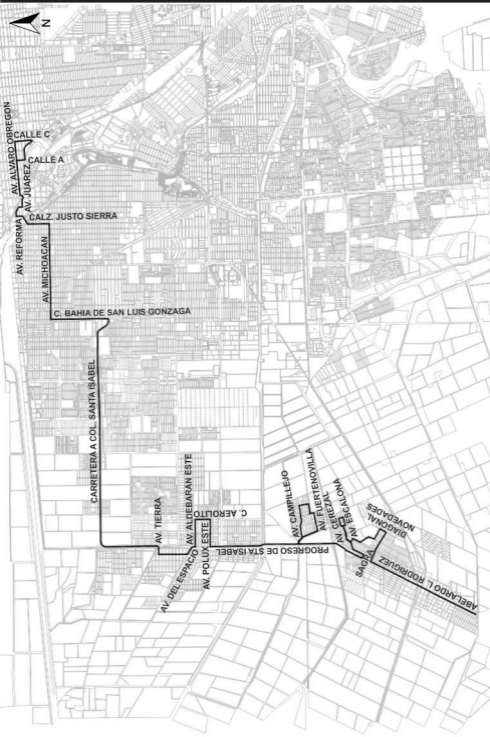 N
AV. ALVARO OBREGON
CALLE C
CALLE A
AV. JUAREZ
AV. REFORMA
CALZ. JUSTO SIERRA
AV. MICHOACAN
C. BAHIA DE SAN LUIS GONZAGA
CARRETERA A COL. SANTA ISABEL
AV. TIERRA
AV. ALDEBARAN ESTE
C. AEROLITO
AV. DEL ESPACIO
AV. POLUX ESTE
PROGRESO DE STA ISABEL
AV. CAMPILLEJO
AV. FUERTENOVILLA
AV. CEREZAL
AV. ESCALONA
DIAGONAL
NOVEDADES
SAGRA
ABELARDO L. RODRIGUEZ